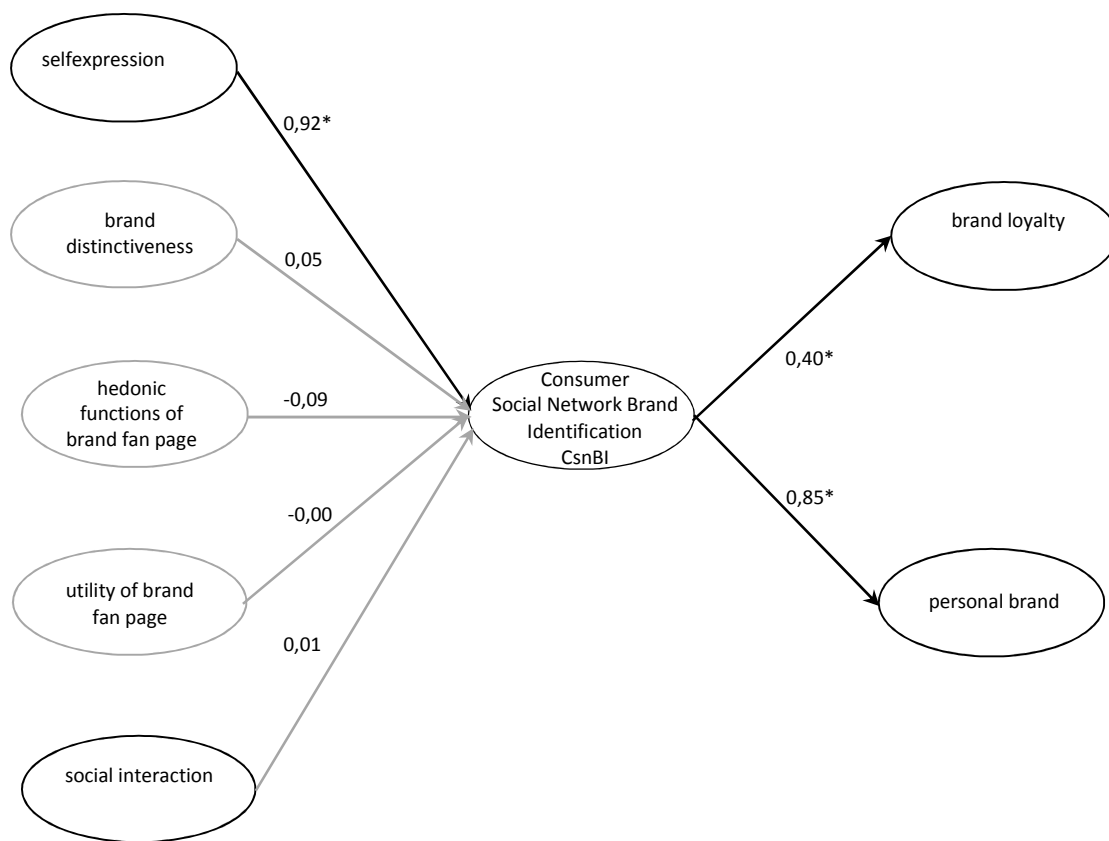 selfexpression
0,92*
brand
distinctiveness
0,05
brand loyalty
hedonic
functions of
brand fan page
-0,09
Consumer
Social Network Brand
Identification
CsnBI
0,40*
0,85*
-0,00
utility of brand
fan page
personal brand
0,01
social interaction